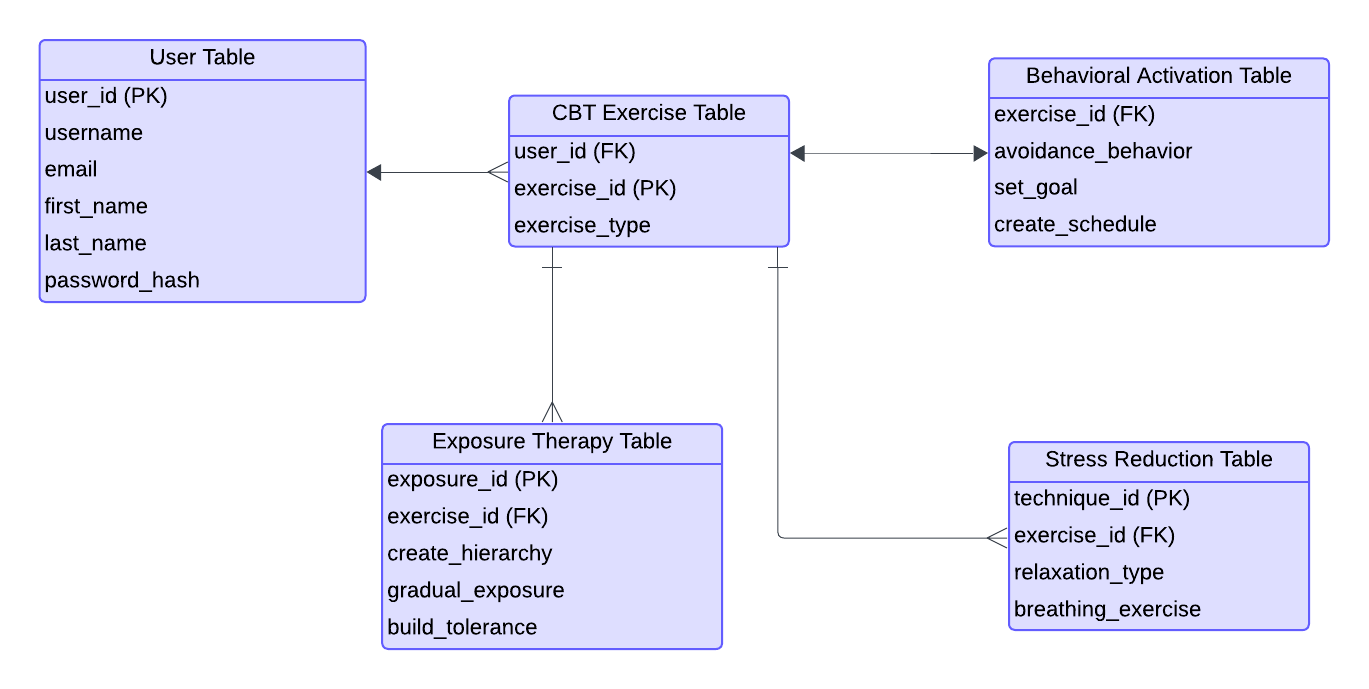 User Table
user_id (PK)
username
email
first_name
last_name
password_hash
CBT Exercise Table
user_id (FK)
exercise_id (PK)
exercise_type
Behavioral Activation Table
exercise_id (FK)
avoidance_behavior
set_goal
create_schedule
Exposure Therapy Table
exposure_id (PK)
exercise_id (FK)
create_hierarchy
gradual_exposure
build_tolerance
Stress Reduction Table
technique_id (PK)
exercise_id (FK)
relaxation_type
breathing_exercise